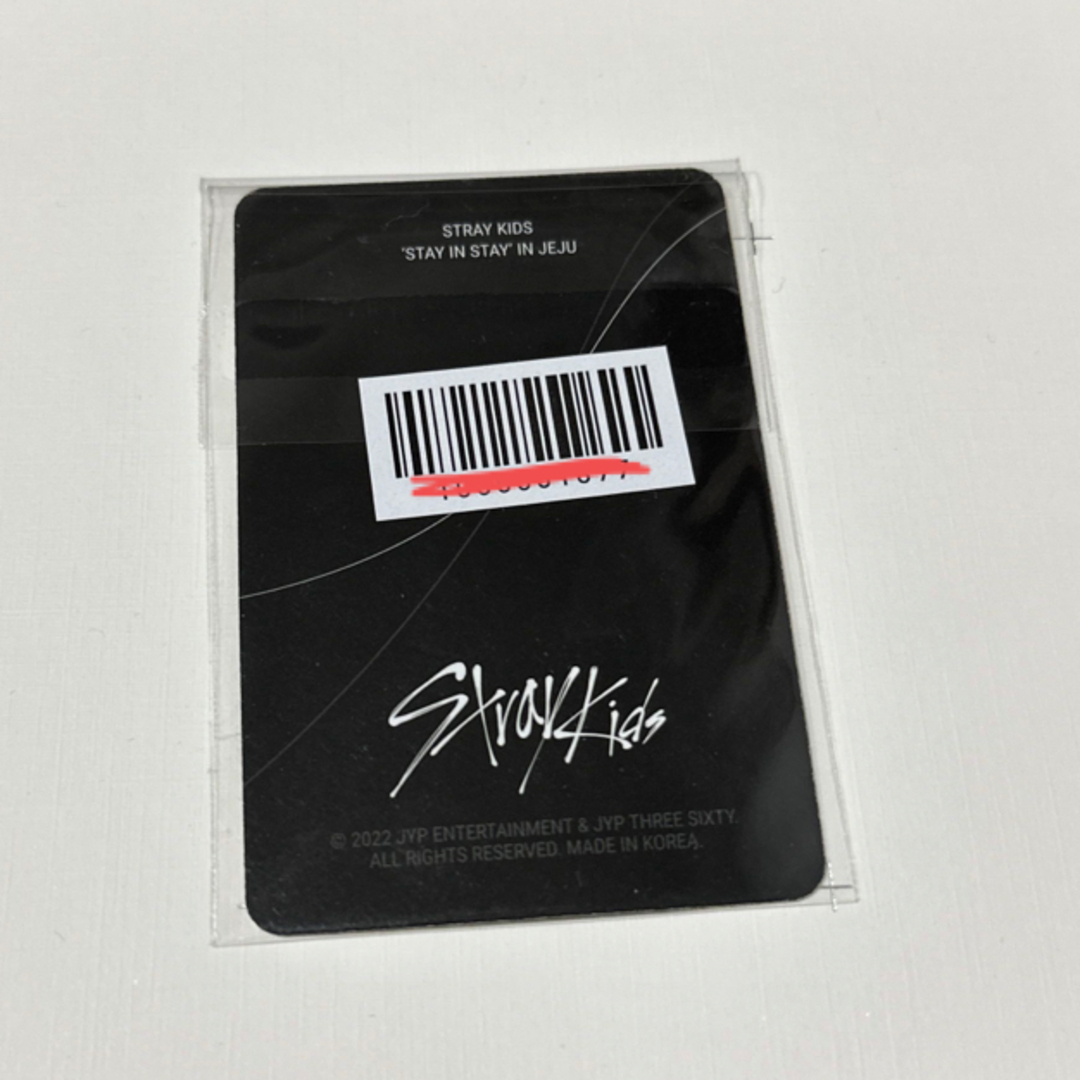 STRAY KIDS
'STAY IN STAY' IN JEJU
Stray Kids
© 2022 JYP ENTERTAINMENT & JYP THREE SIXTY.
ALL RIGHTS RESERVED. MADE IN KOREA.